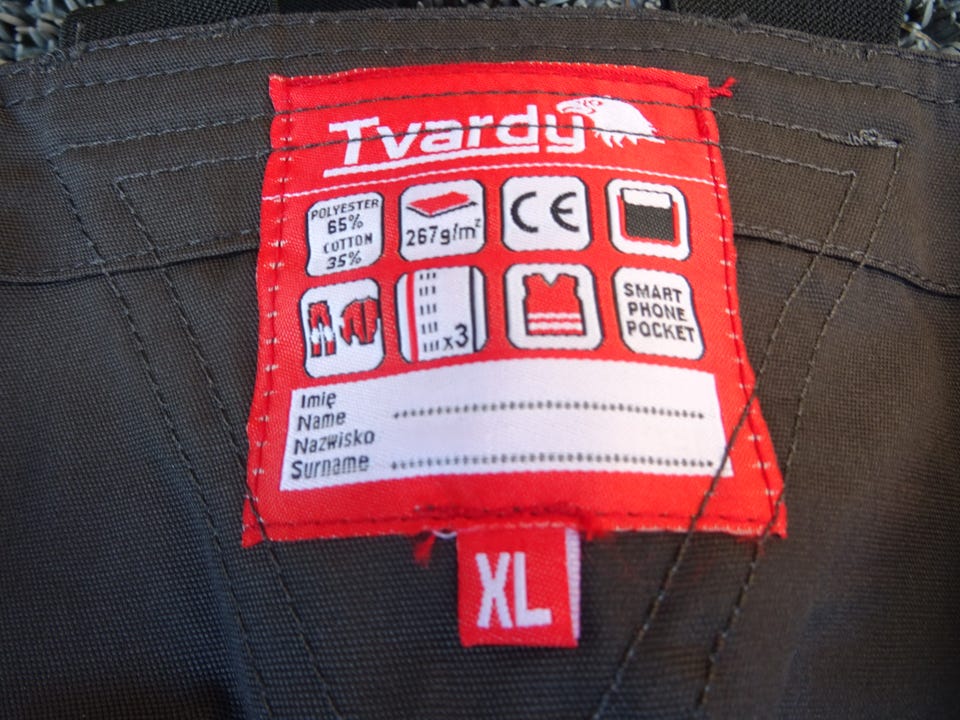 Tvardy
POLYESTER
65%
COTTON
35%
267g/m²
CE
x3
SMART
PHONE
POCKET
Imię
Name
Nazwisko
Surname
XL